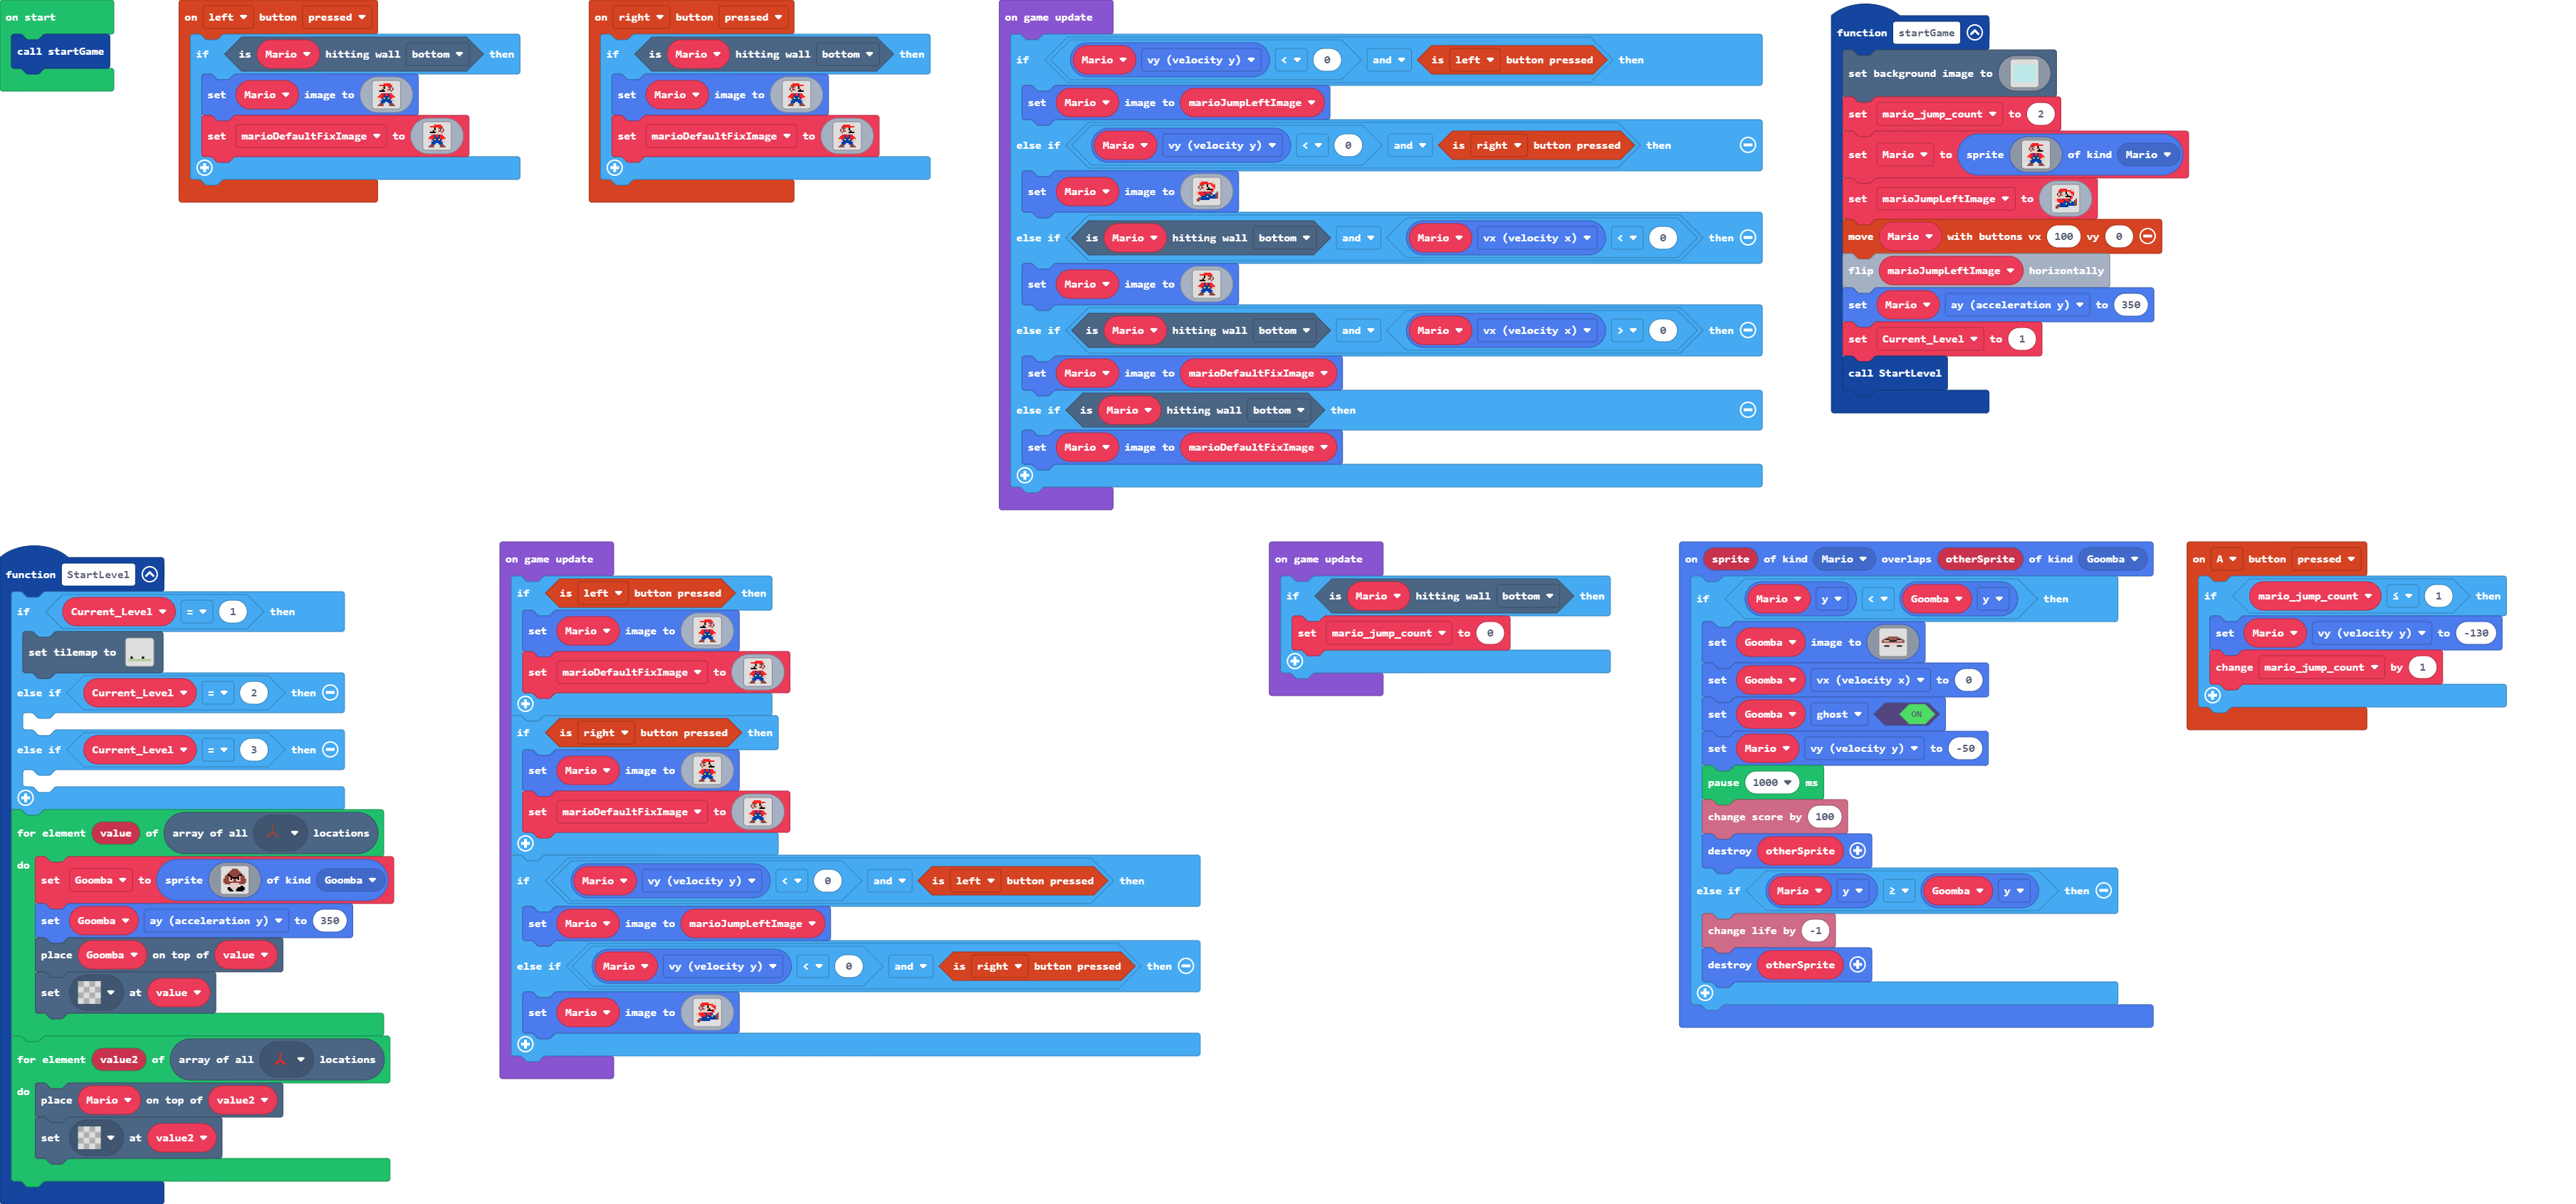 on start
call startGame
on left button pressed
if is Mario hitting wall bottom then
set Mario image to
set marioDefaultFixImage to
on right button pressed
if is Mario hitting wall bottom then
set Mario image to
set marioDefaultFixImage to
on game update
if Mario vy (velocity y) < 0 and is left button pressed then
set Mario image to marioJumpLeftImage
else if Mario vy (velocity y) < 0 and is right button pressed then
set Mario image to
else if is Mario hitting wall bottom and Mario vx (velocity x) < 0 then
set Mario image to
else if is Mario hitting wall bottom and Mario vx (velocity x) > 0 then
set Mario image to marioDefaultFixImage
else if is Mario hitting wall bottom then
set Mario image to marioDefaultFixImage
function startGame
set background image to
set mario_jump_count to 2
set Mario to sprite of kind Mario
set marioJumpLeftImage to
move Mario with buttons vx 100 vy 0
flip marioJumpLeftImage horizontally
set Mario ay (acceleration y) to 350
set Current_Level to 1
call StartLevel
function StartLevel
if Current_Level = 1 then
set tilemap to
else if Current_Level = 2 then
else if Current_Level = 3 then
for element value of array of all locations
do
set Goomba to sprite of kind Goomba
set Goomba ay (acceleration y) to 350
place Goomba on top of value
set at value
for element value2 of array of all locations
do
place Mario on top of value2
set at value2
on game update
if is left button pressed then
set Mario image to
set marioDefaultFixImage to
if is right button pressed then
set Mario image to
set marioDefaultFixImage to
if Mario vy (velocity y) < 0 and is left button pressed then
set Mario image to marioJumpLeftImage
else if Mario vy (velocity y) < 0 and is right button pressed then
set Mario image to
on game update
if is Mario hitting wall bottom then
set mario_jump_count to 0
on sprite of kind Mario overlaps otherSprite of kind Goomba
if Mario y < Goomba y then
set Goomba image to
set Goomba vx (velocity x) to 0
set Goomba ghost ON
set Mario vy (velocity y) to -50
pause 1000 ms
change score by 100
destroy otherSprite
else if Mario y ≥ Goomba y then
change life by -1
destroy otherSprite
on A button pressed
if mario_jump_count ≤ 1 then
set Mario vy (velocity y) to -130
change mario_jump_count by 1